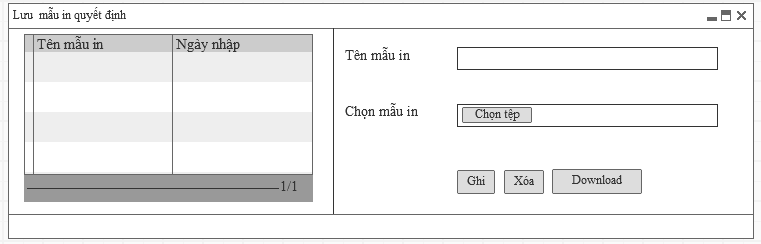 Lưu mẫu in quyết định
Tên mẫu in
Ngày nhập
1/1
Tên mẫu in
Chọn mẫu in
Chọn tệp
Ghi
Xóa
Download